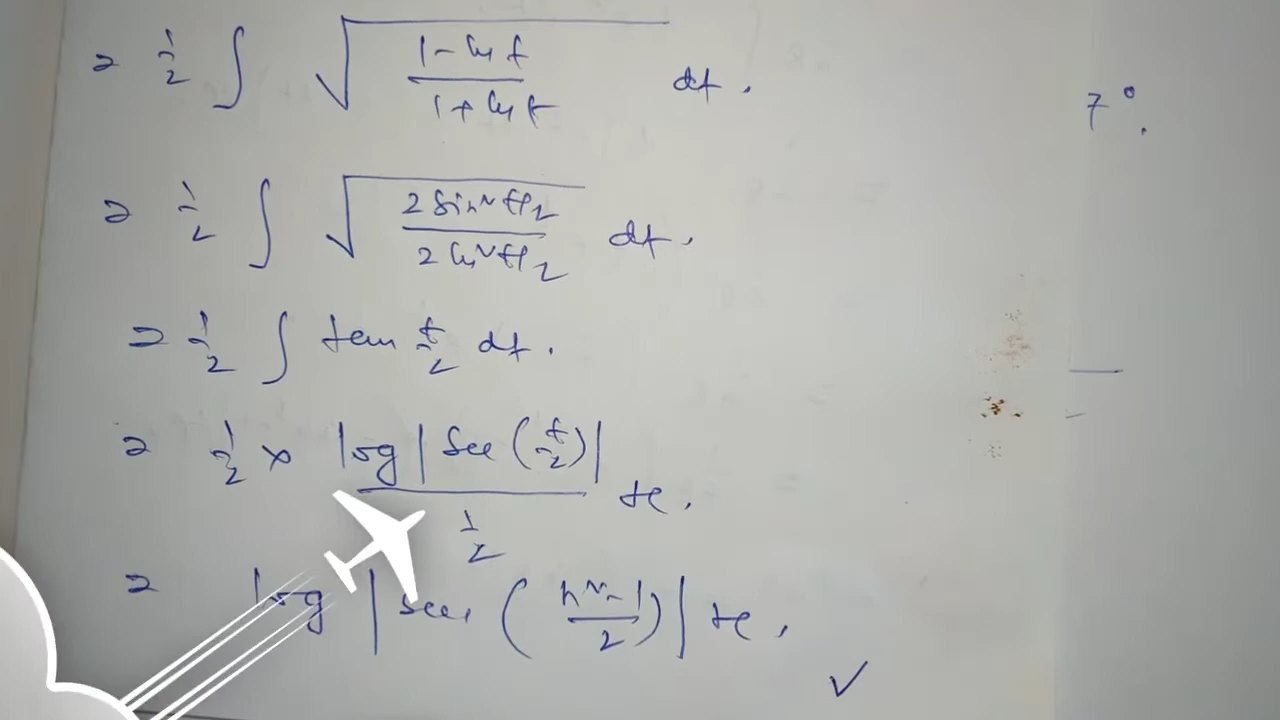 = 1/2 ∫ √((1 - cos t)/(1 + cos t)) dt.
7°.
= 1/2 ∫ √((2 sin² t/2)/(2 cos² t/2)) dt.
= 1/2 ∫ tan t/2 dt.
= 1/2 × (log |sec (t/2)|)/(1/2) + c.
= log |sec (x² - 1)/2)| + c. ✓